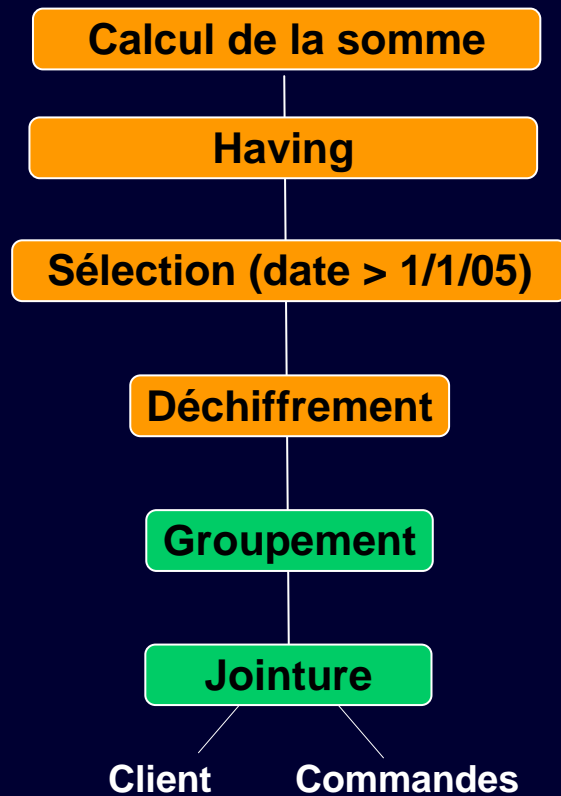 Calcul de la somme
Having
Sélection (date > 1/1/05)
Déchiffrement
Groupement
Jointure
Client Commandes